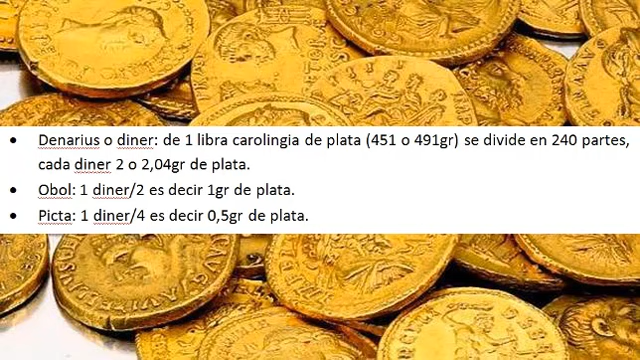 • Denarius o diner: de 1 libra carolingia de plata (451 o 491gr) se divide en 240 partes,
cada diner 2 o 2,04gr de plata.
• Obol: 1 diner/2 es decir 1gr de plata.
• Picta: 1 diner/4 es decir 0,5gr de plata.